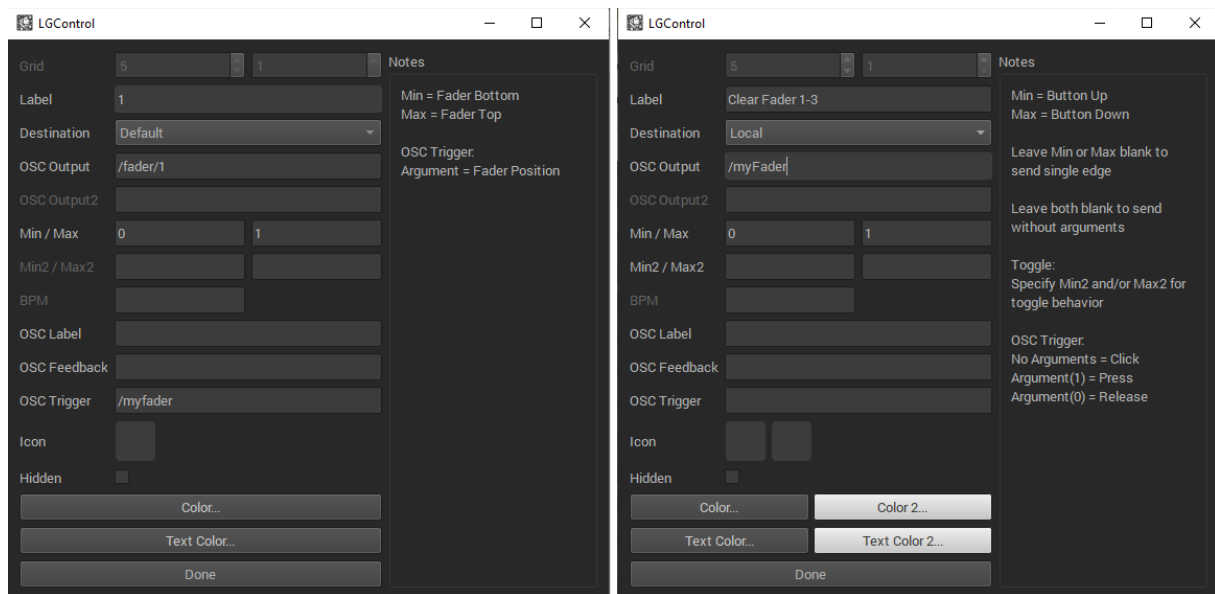 LGControl
Grid 5 1
Label 1
Destination Default
OSC Output /fader/1
OSC Output2
Min / Max 0 1
Min2 / Max2
BPM
OSC Label
OSC Feedback
OSC Trigger /myfader
Icon
Hidden
Color...
Text Color...
Done
Notes
Min = Fader Bottom
Max = Fader Top
OSC Trigger:
Argument = Fader Position
LGControl
Grid 5 1
Label Clear Fader 1-3
Destination Local
OSC Output /myFader
OSC Output2
Min / Max 0 1
Min2 / Max2
BPM
OSC Label
OSC Feedback
OSC Trigger
Icon
Hidden
Color... Color 2...
Text Color... Text Color 2...
Done
Notes
Min = Button Up
Max = Button Down
Leave Min or Max blank to
send single edge
Leave both blank to send
without arguments
Toggle:
Specify Min2 and/or Max2 for
toggle behavior
OSC Trigger:
No Arguments = Click
Argument(1) = Press
Argument(0) = Release